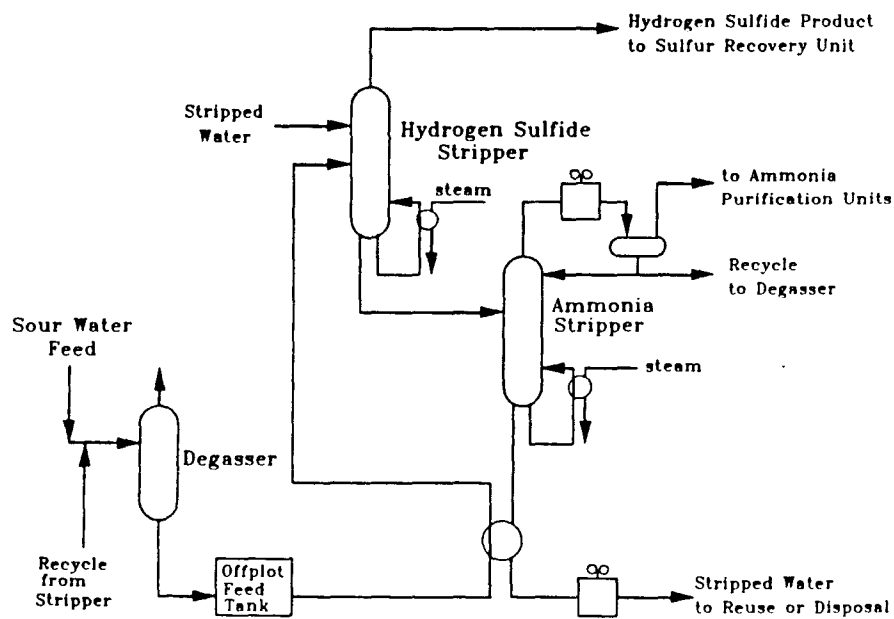 Hydrogen Sulfide Product
to Sulfur Recovery Unit
Stripped
Water
Hydrogen Sulfide
Stripper
steam
to Ammonia
Purification Units
Recycle
to Degasser
Ammonia
Stripper
steam
Sour Water
Feed
Degasser
Recycle
from
Stripper
Offplot
Feed
Tank
Stripped Water
to Reuse or Disposal